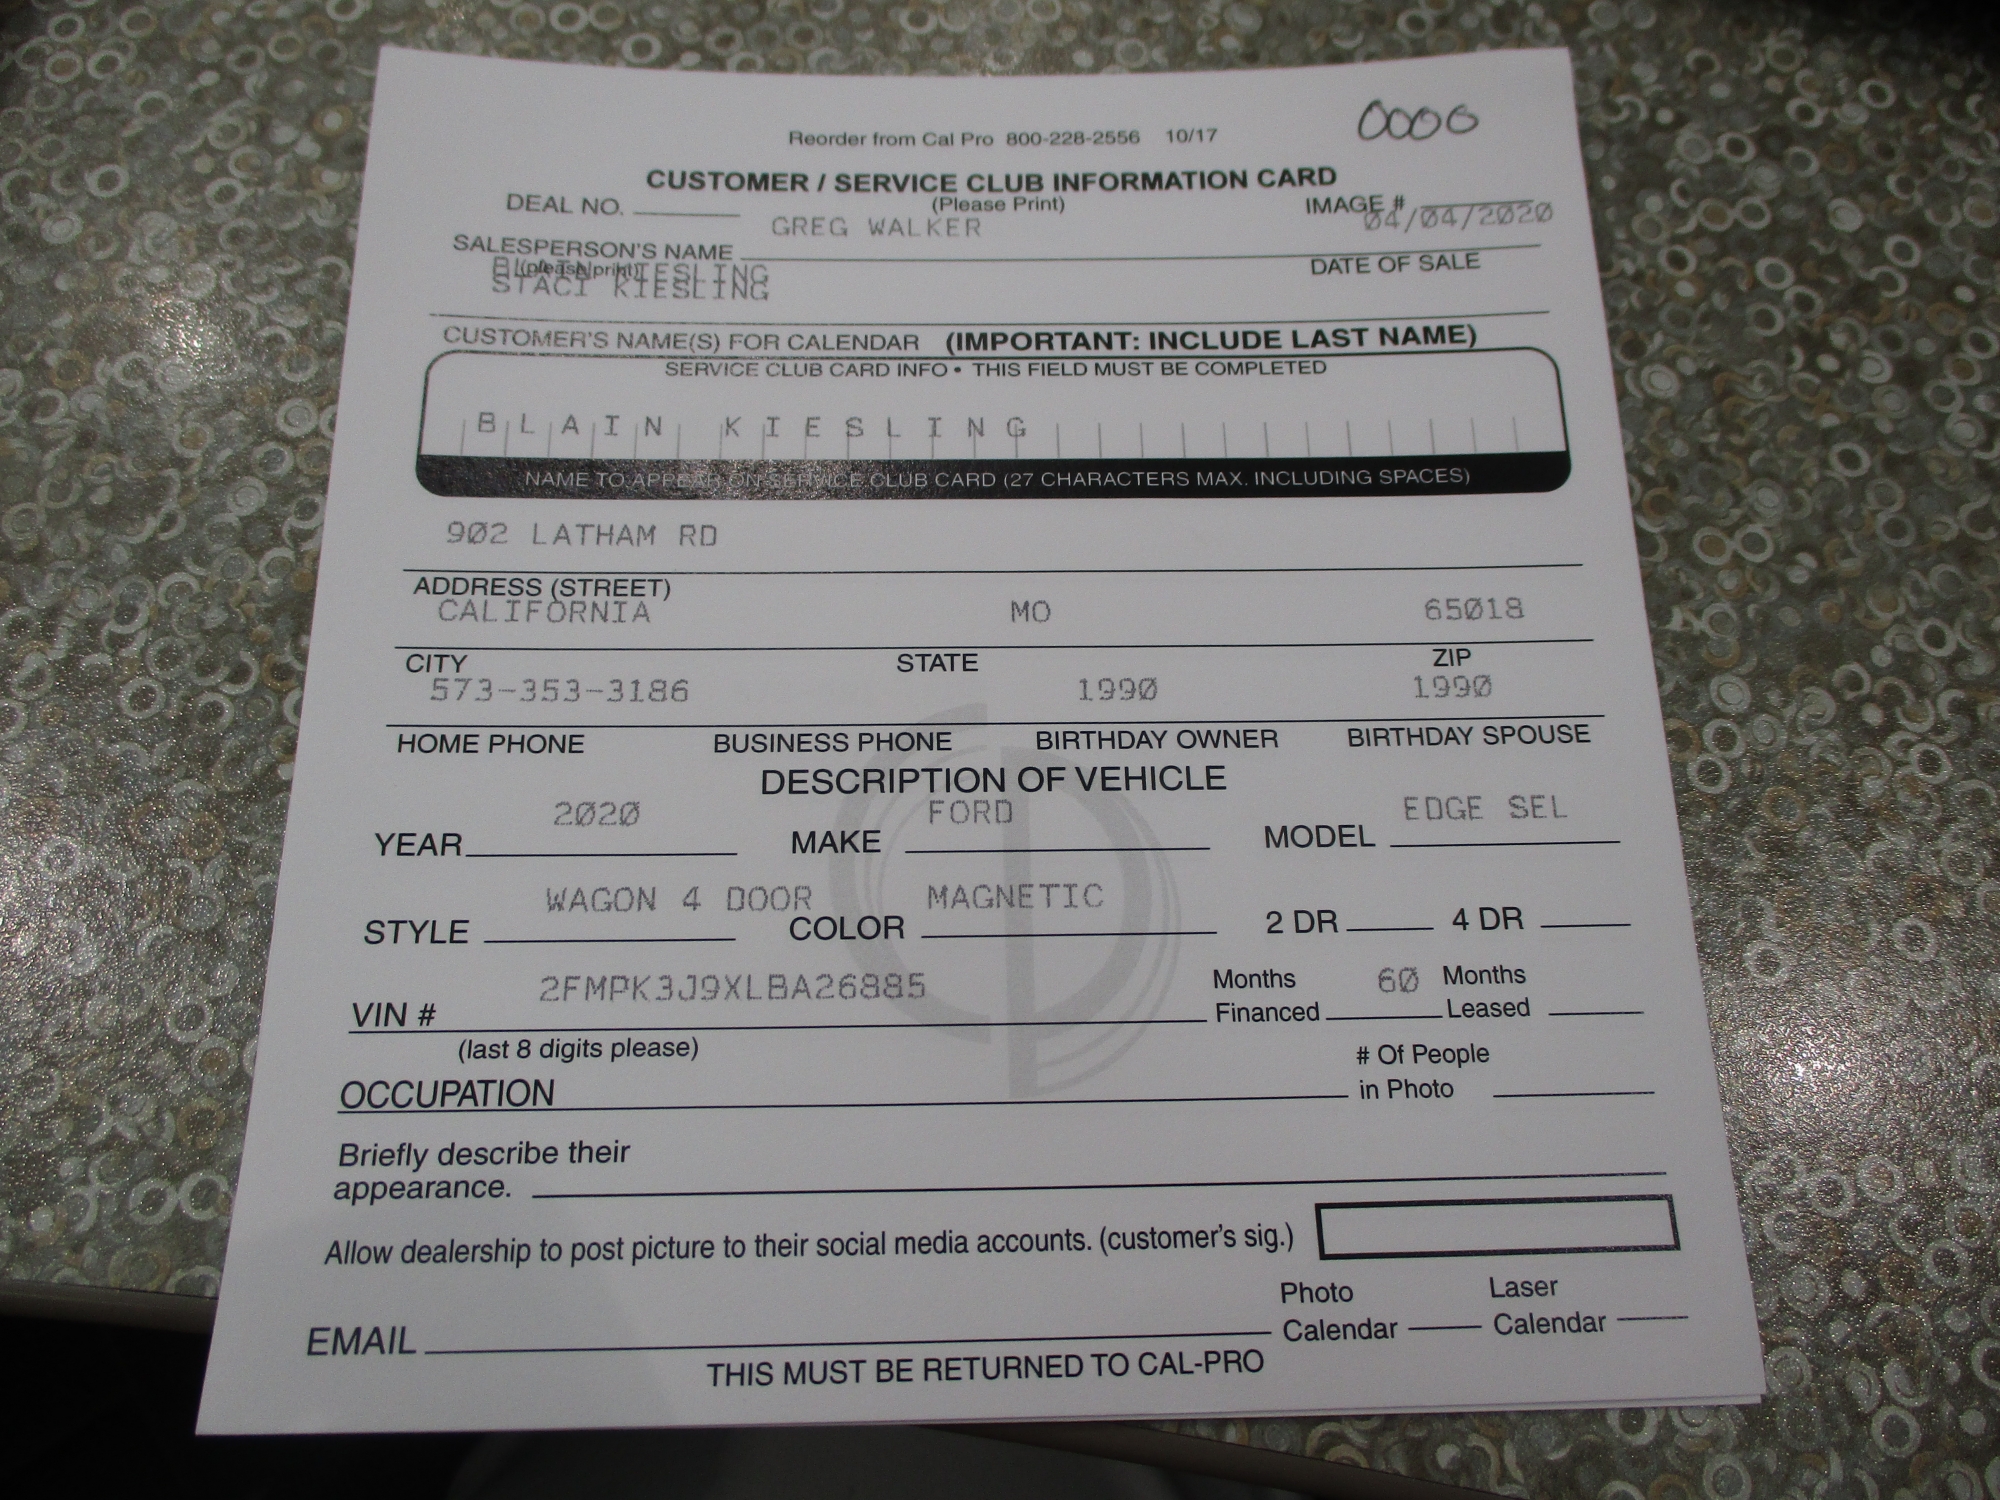 0000
Reorder from Cal Pro 800-228-2556 10/17
CUSTOMER / SERVICE CLUB INFORMATION CARD
DEAL NO. (Please Print) IMAGE #
GREG WALKER 04/04/2020
SALESPERSON'S NAME DATE OF SALE
(please print)
BLAIN KIESLING
STACI KIESLING
CUSTOMER'S NAME(S) FOR CALENDAR (IMPORTANT: INCLUDE LAST NAME)
SERVICE CLUB CARD INFO • THIS FIELD MUST BE COMPLETED
BLAIN KIESLING
NAME TO APPEAR ON SERVICE CLUB CARD (27 CHARACTERS MAX. INCLUDING SPACES)
902 LATHAM RD
ADDRESS (STREET)
CALIFORNIA MO 65018
CITY STATE ZIP
573-353-3186 1990 1990
HOME PHONE BUSINESS PHONE BIRTHDAY OWNER BIRTHDAY SPOUSE
DESCRIPTION OF VEHICLE
2020 FORD EDGE SEL
YEAR MAKE MODEL
WAGON 4 DOOR MAGNETIC
STYLE COLOR 2 DR 4 DR
2FMPK3J9XLBA26885 Months 60 Months
VIN # Financed Leased
(last 8 digits please) # Of People
OCCUPATION in Photo
Briefly describe their
appearance.
Allow dealership to post picture to their social media accounts. (customer's sig.)
Photo Laser
EMAIL Calendar Calendar
THIS MUST BE RETURNED TO CAL-PRO